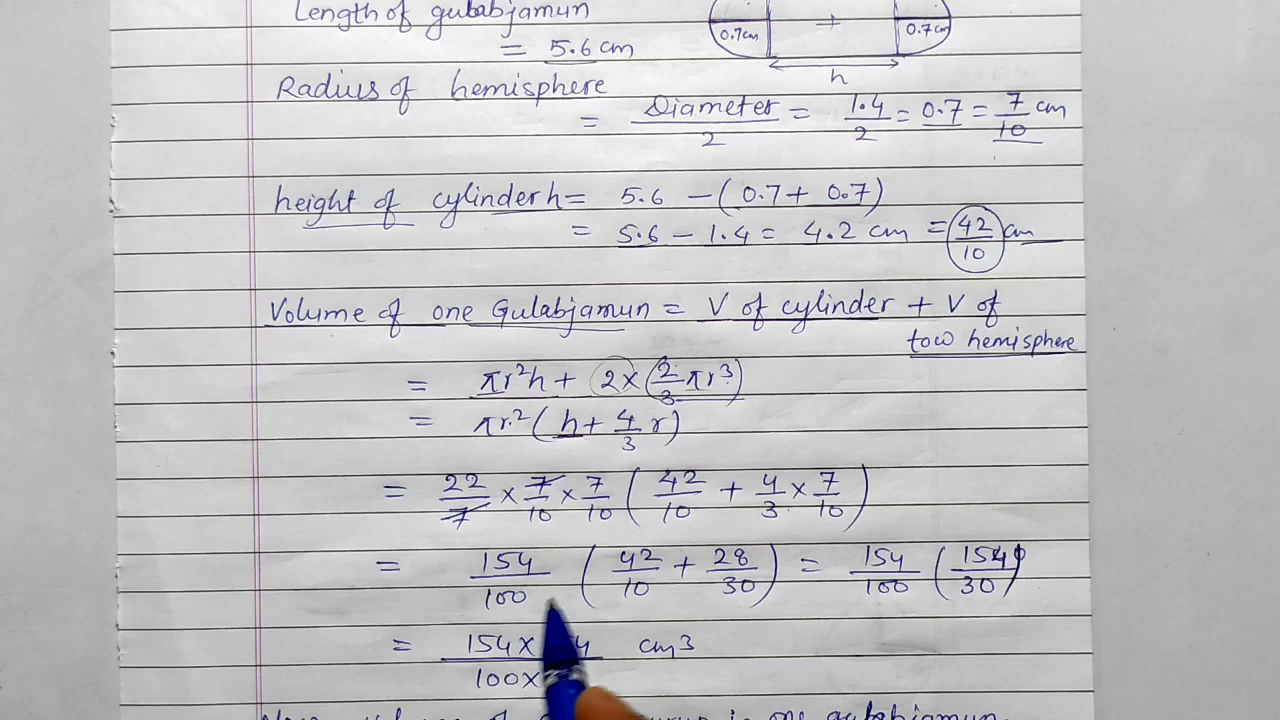 Length of gulabjamun
= 5.6 cm
0.7cm → 0.7cm
h
Radius of hemisphere
= Diameter/2 = 1.4/2 = 0.7 = 7/10 cm
height of cylinder h = 5.6 - (0.7 + 0.7)
= 5.6 - 1.4 = 4.2 cm = 42/10 cm
Volume of one Gulabjamun = V of cylinder + V of
tow hemisphere
= πr²h + 2 × (2/3 πr³)
= πr² (h + 4/3 r)
= 22/7 × 7/10 × 7/10 (42/10 + 4/3 × 7/10)
= 154/100 (42/10 + 28/30) = 154/100 (154/30)
= 154× 4 cm3
100×
in one gulabjamun.